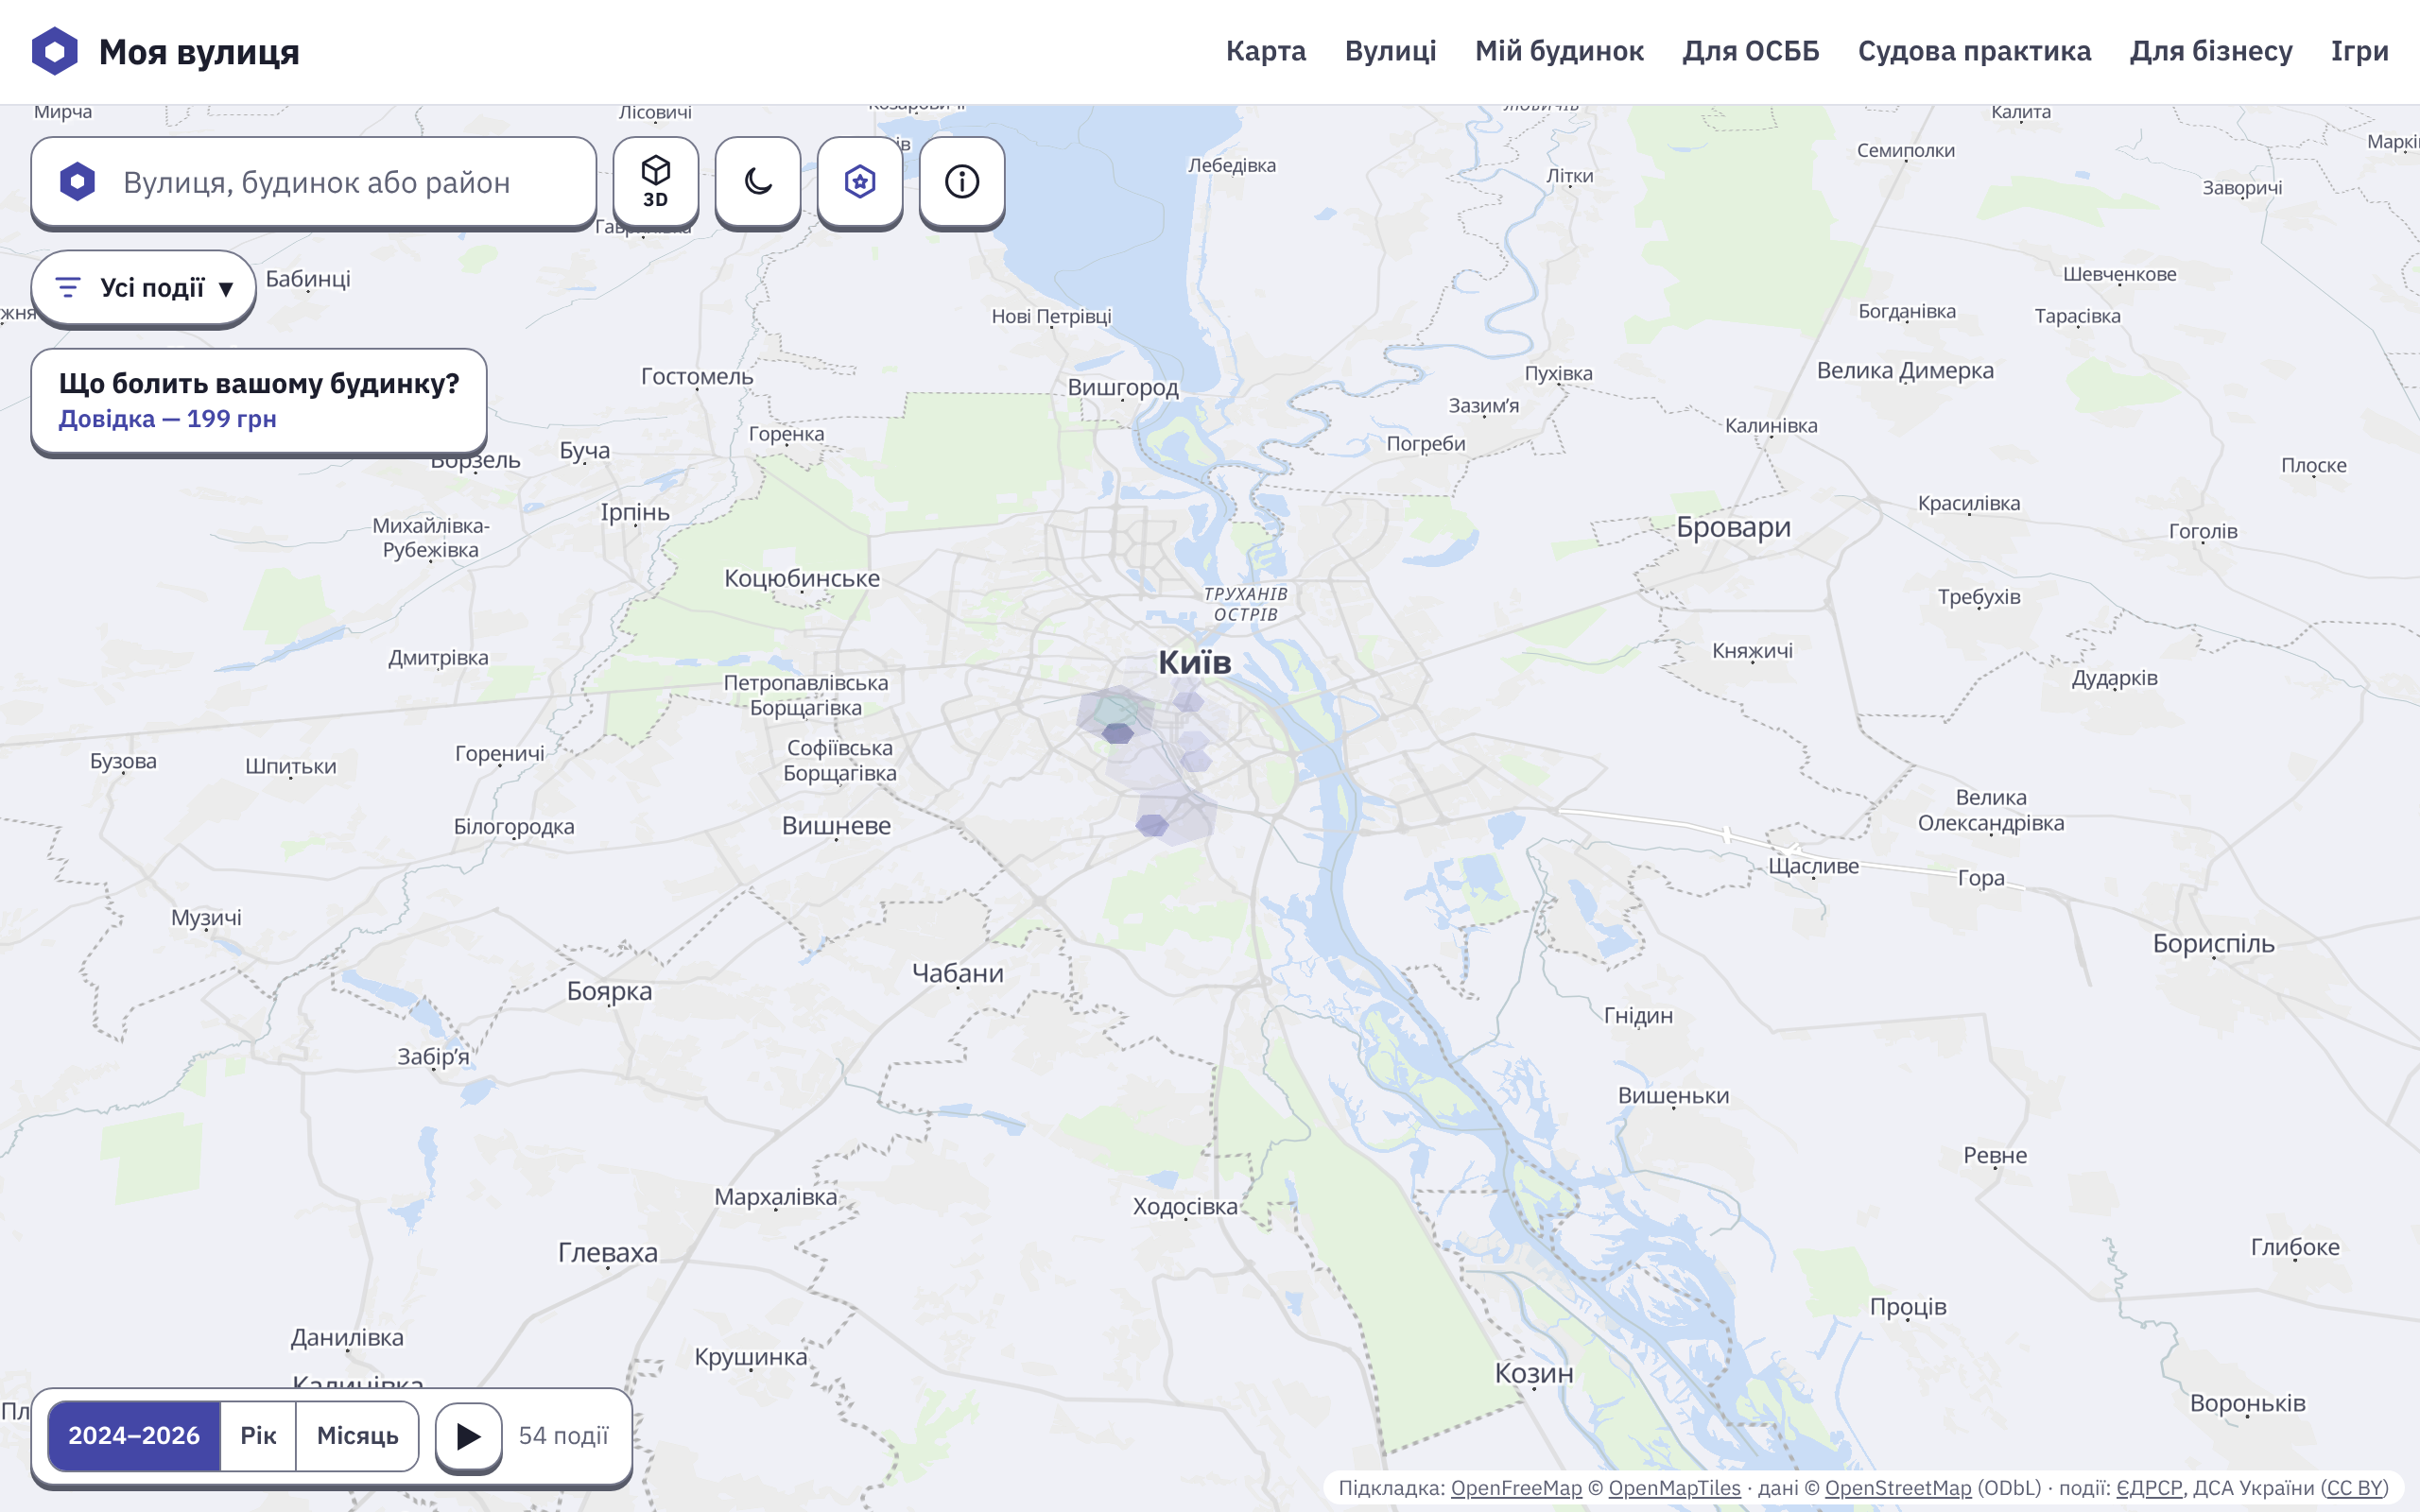 Моя вулиця
Карта Вулиці Мій будинок Для ОСББ Судова практика Для бізнесу Ігри
Мирча
Лісовичі
Калита
Вулиця, будинок або район
3D
Лебедівка
Літки
Семиполки
Заворичі
Усі події ▼
Бабинці
Нові Петрівці
Шевченкове
Богданівка
Тарасівка
Що болить вашому будинку?
Довідка — 199 грн
Гостомель
Вишгород
Пухівка
Велика Димерка
Зазим’я
Горенка
Погреби
Калинівка
Буча
Ворзель
Плоске
Ірпінь
Михайлівка-
Рубежівка
Бровари
Красилівка
Гоголів
Коцюбинське
ТРУХАНІВ
ОСТРІВ
Требухів
Дмитрівка
Київ
Княжичі
Дударків
Петропавлівська
Борщагівка
Бузова
Шпитьки
Гореничі
Софіївська
Борщагівка
Велика
Олександрівка
Білогородка
Вишневе
Щасливе
Гора
Музичі
Бориспіль
Чабани
Боярка
Гнідин
Забір’я
Вишеньки
Ревне
Мархалівка
Ходосівка
Глеваха
Глибоке
Проців
Данилівка
Крушинка
Козин
Калинівка
Вороньків
2024–2026 Рік Місяць 54 події
Підкладка: OpenFreeMap © OpenMapTiles · дані © OpenStreetMap (ODbL) · події: ЄДРСР, ДСА України (CC BY)